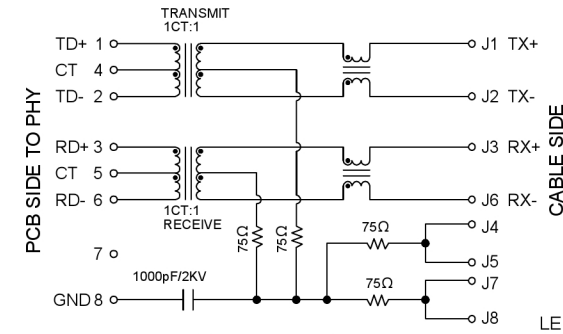 TRANSMIT
1CT:1
TD+ 1
J1 TX+
CT 4
TD- 2
J2 TX-
RD+ 3
J3 RX+
CT 5
RD- 6
J6 RX-
1CT:1
RECEIVE
PCB SIDE TO PHY
CABLE SIDE
75Ω
75Ω
75Ω
J4
J5
7
1000pF/2KV
75Ω
J7
GND 8
J8
LE